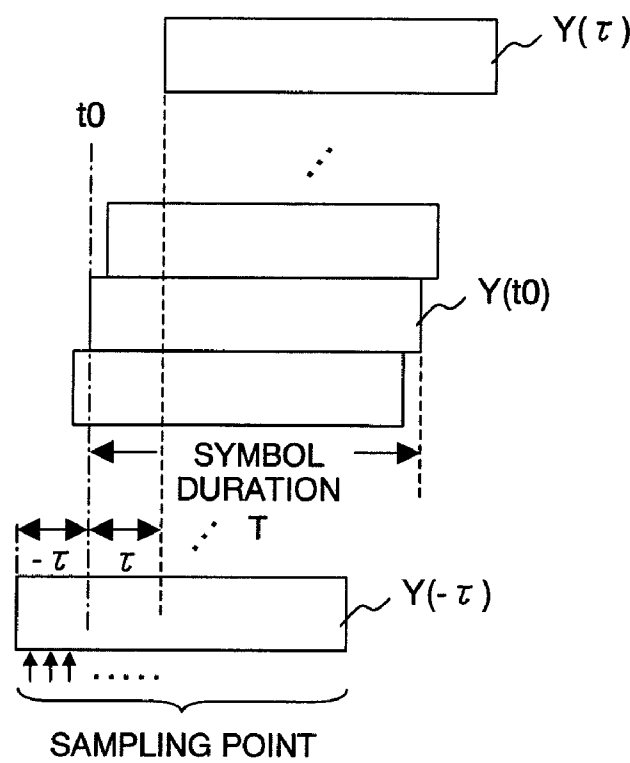 Y(τ)
t0
Y(t0)
SYMBOL
DURATION
T
-τ
τ
Y(-τ)
SAMPLING POINT